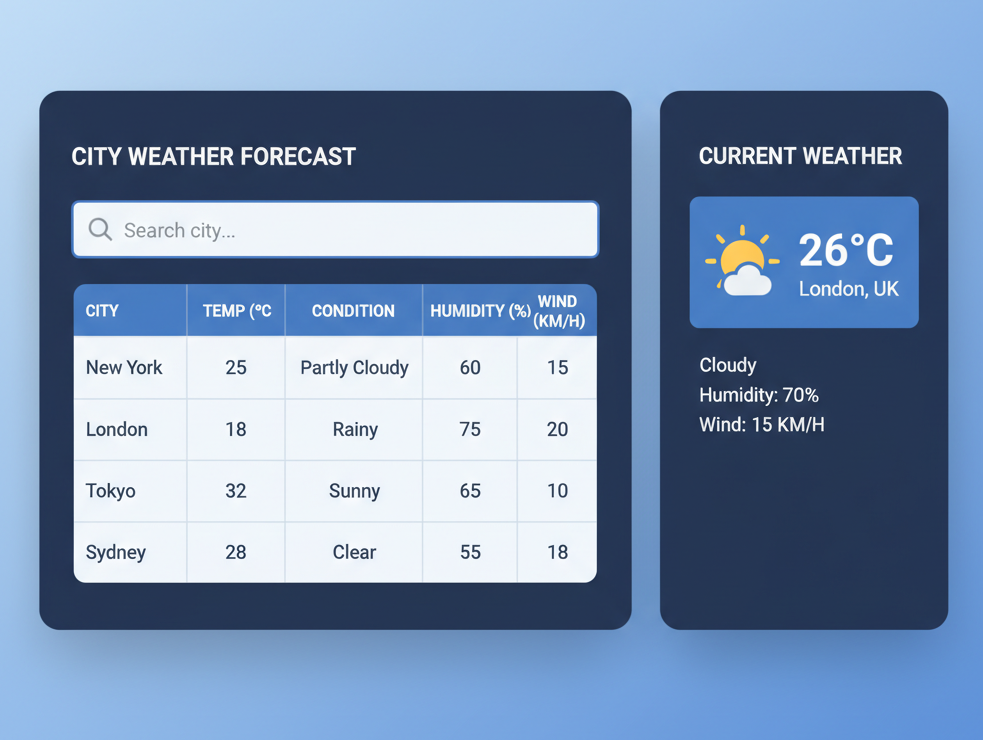 CITY WEATHER FORECAST
Search city...
CITY TEMP (°C CONDITION HUMIDITY (%) WIND (KM/H)
New York 25 Partly Cloudy 60 15
London 18 Rainy 75 20
Tokyo 32 Sunny 65 10
Sydney 28 Clear 55 18
CURRENT WEATHER
26°C
London, UK
Cloudy
Humidity: 70%
Wind: 15 KM/H